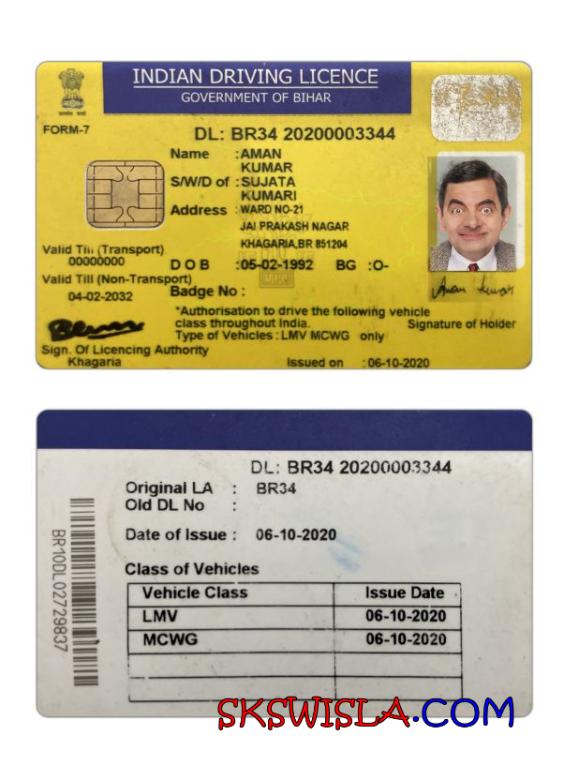 INDIAN DRIVING LICENCE
GOVERNMENT OF BIHAR
FORM-7
DL: BR34 20200003344
Name :AMAN
KUMAR
S/W/D of :SUJATA
KUMARI
Address :WARD NO-21
JAI PRAKASH NAGAR
KHAGARIA,BR 851204
Valid Till (Transport)
00000000
D O B :05-02-1992 BG :O-
Valid Till (Non-Transport)
04-02-2032
Badge No :
*Authorisation to drive the following vehicle
class throughout India.
Signature of Holder
Type of Vehicles : LMV MCWG only
Sign. Of Licencing Authority
Khagaria
Issued on : 06-10-2020
DL: BR34 20200003344
Original LA : BR34
Old DL No :
Date of Issue : 06-10-2020
Class of Vehicles
Vehicle Class Issue Date
LMV 06-10-2020
MCWG 06-10-2020
BR10DL02729837
SKSWISLA.COM